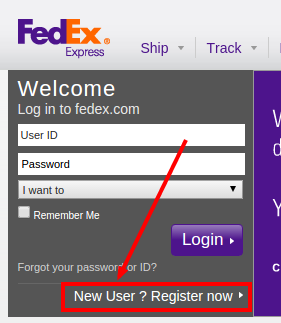 FedEx
Express
Ship Track
Welcome
Log in to fedex.com
User ID
Password
I want to
Remember Me
Login
Forgot your password or ID?
New User ? Register now